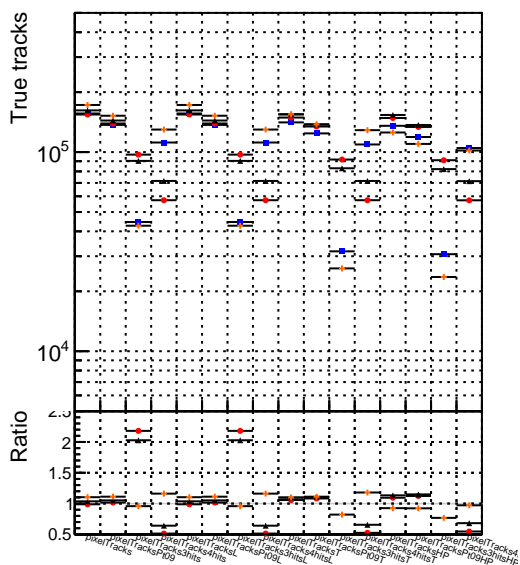 True tracks
10^5
10^4
Ratio
2.5
2
1.5
1
0.5
pixelTracks
pixelTracksPt09
pixelTracks3hits
pixelTracks4hits
pixelTracksL
pixelTracksPt09L
pixelTracks3hitsL
pixelTracks4hitsL
pixelTracksT
pixelTracksPt09T
pixelTracks3hitsT
pixelTracks4hitsT
pixelTracksHP
pixelTracksPt09HP
pixelTracks3hitsHP